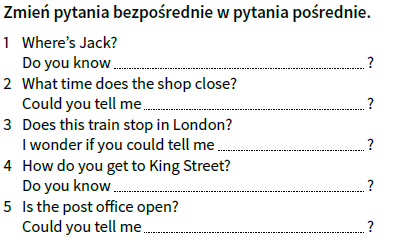 Zmień pytania bezpośrednie w pytania pośrednie.
1 Where's Jack?
Do you know ?
2 What time does the shop close?
Could you tell me ?
3 Does this train stop in London?
I wonder if you could tell me ?
4 How do you get to King Street?
Do you know ?
5 Is the post office open?
Could you tell me ?